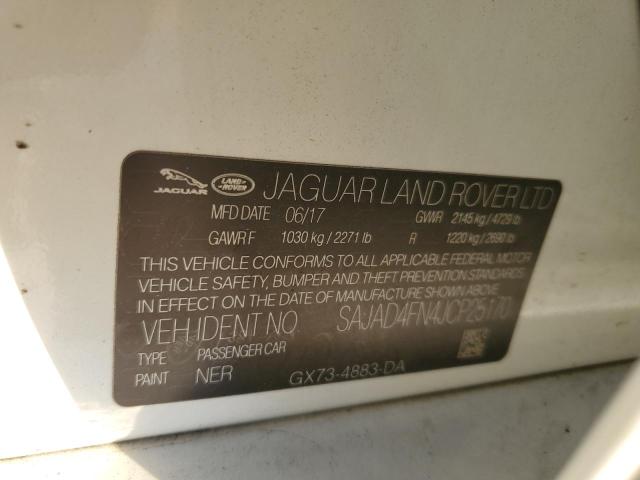 JAGUAR LAND ROVER JAGUAR LAND ROVER LTD
MFD DATE 06/17 GVWR 2145 kg / 4729 lb
GAWR F 1030 kg / 2271 lb R 1220 kg / 2690 lb
THIS VEHICLE CONFORMS TO ALL APPLICABLE FEDERAL MOTOR
VEHICLE SAFETY, BUMPER AND THEFT PREVENTION STANDARDS
IN EFFECT ON THE DATE OF MANUFACTURE SHOWN ABOVE.
VEH IDENT NO. SAJAD4FN4JCP25170
TYPE PASSENGER CAR
PAINT NER GX73-4883-DA